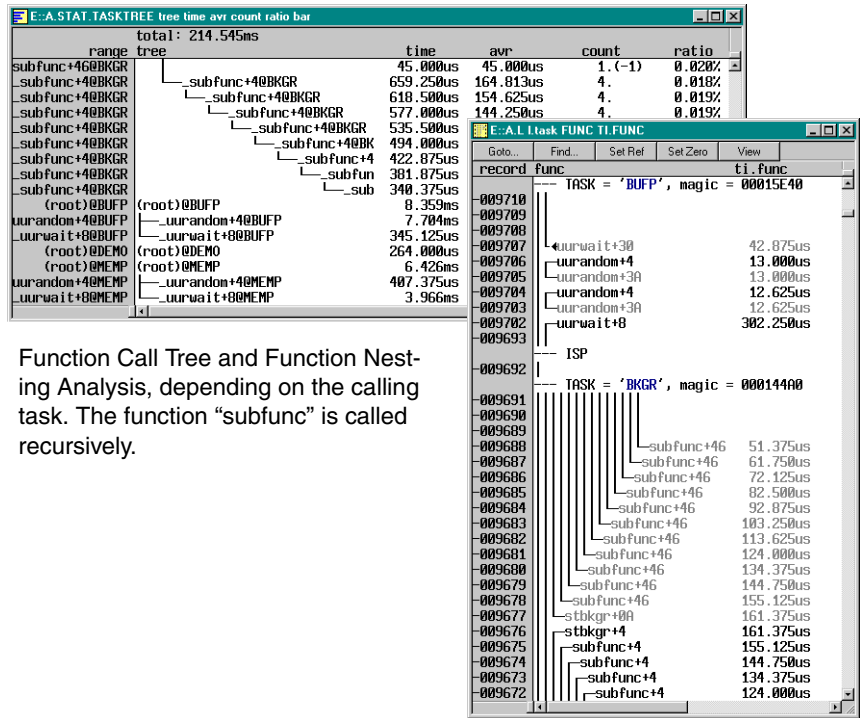 E::A.STAT.TASKTREE tree time avr count ratio bar
total: 214.545ms
range tree time avr count ratio
subfunc+46@BKGR 45.000us 45.000us 1.(-1) 0.020%
_subfunc+4@BKGR _subfunc+4@BKGR 659.250us 164.813us 4. 0.018%
_subfunc+4@BKGR _subfunc+4@BKGR 618.500us 154.625us 4. 0.019%
_subfunc+4@BKGR _subfunc+4@BKGR 577.000us 144.250us 4. 0.019%
_subfunc+4@BKGR _subfunc+4@BKGR 535.500us
_subfunc+4@BKGR _subfunc+4@BK 494.000us
_subfunc+4@BKGR _subfunc+4 422.875us
_subfunc+4@BKGR _subfun 381.875us
_subfunc+4@BKGR _sub 340.375us
(root)@BUFP (root)@BUFP 8.359ms
uurandom+4@BUFP _uurandom+4@BUFP 7.704ms
_uurwait+8@BUFP _uurwait+8@BUFP 345.125us
(root)@DEMO (root)@DEMO 264.000us
(root)@MEMP (root)@MEMP 6.426ms
uurandom+4@MEMP _uurandom+4@MEMP 407.375us
_uurwait+8@MEMP _uurwait+8@MEMP 3.966ms
Function Call Tree and Function Nest-
ing Analysis, depending on the calling
task. The function “subfunc” is called
recursively.
E::A.L I.task FUNC TI.FUNC
Goto... Find... Set Ref Set Zero View
record func ti.func
--- TASK = 'BUFP', magic = 00015E40
-009710
-009709
-009708
-009707 uurwait+30 42.875us
-009706 uurandom+4 13.000us
-009705 uurandom+3A 13.000us
-009704 uurandom+4 12.625us
-009703 uurandom+3A 12.625us
-009702 uurwait+8 302.250us
-009693
--- ISP
-009692
--- TASK = 'BKGR', magic = 000144A0
-009691
-009690
-009689
-009688 subfunc+46 51.375us
-009687 subfunc+46 61.750us
-009686 subfunc+46 72.125us
-009685 subfunc+46 82.500us
-009684 subfunc+46 92.875us
-009683 subfunc+46 103.250us
-009682 subfunc+46 113.625us
-009681 subfunc+46 124.000us
-009680 subfunc+46 134.375us
-009679 subfunc+46 144.750us
-009678 subfunc+46 155.125us
-009677 stbkgr+0A 161.375us
-009676 stbkgr+4 161.375us
-009675 subfunc+4 155.125us
-009674 subfunc+4 144.750us
-009673 subfunc+4 134.375us
-009672 subfunc+4 124.000us